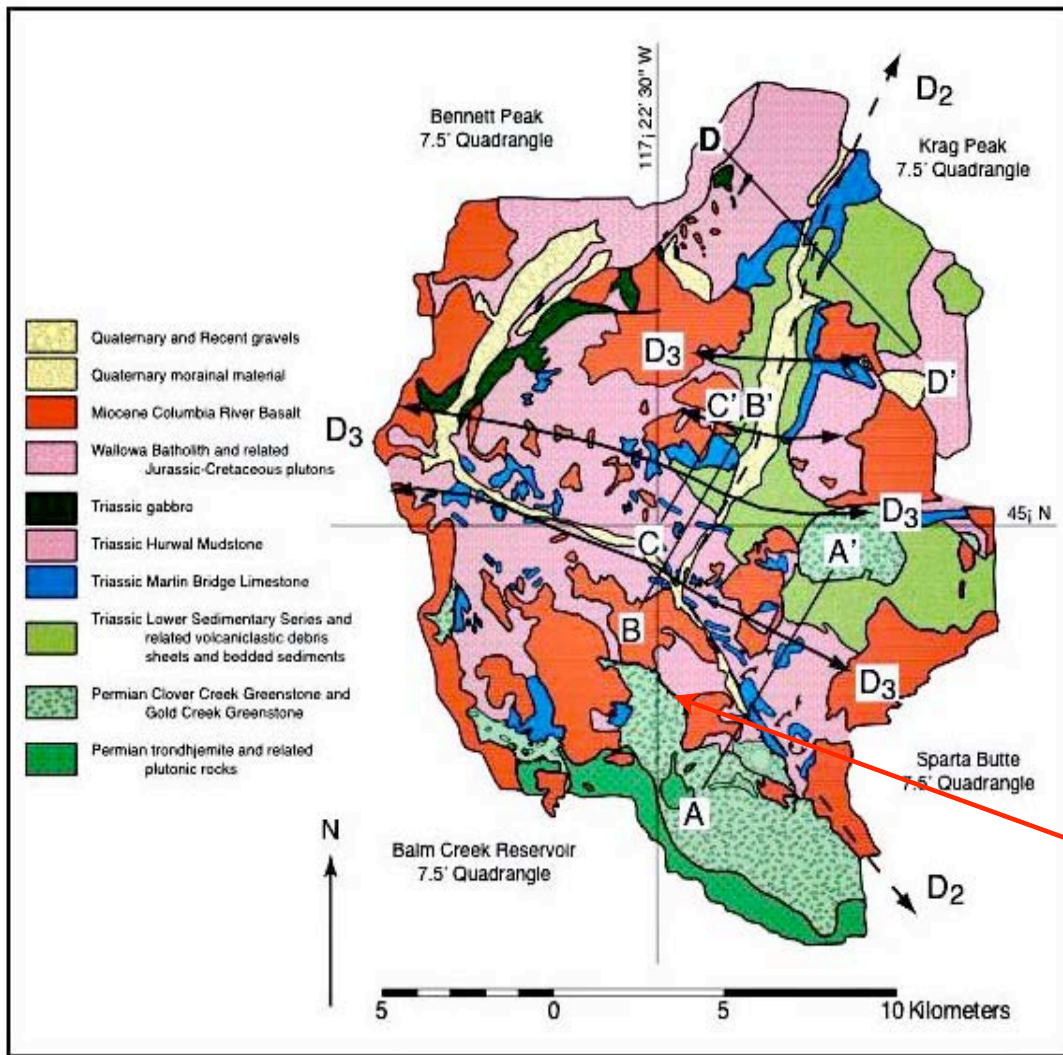 D2
Bennett Peak
7.5' Quadrangle
117¡ 22' 30" W
D
Krag Peak
7.5' Quadrangle
Quaternary and Recent gravels
Quaternary morainal material
Miocene Columbia River Basalt
Wallowa Batholith and related
Jurassic-Cretaceous plutons
Triassic gabbro
Triassic Hurwal Mudstone
Triassic Martin Bridge Limestone
Triassic Lower Sedimentary Series and
related volcaniclastic debris
sheets and bedded sediments
Permian Clover Creek Greenstone and
Gold Creek Greenstone
Permian trondhjemite and related
plutonic rocks
D3
D'
C' B'
D3
D3
45¡ N
A'
C
B
D3
Sparta Butte
7.5' Quadrangle
A
N
Balm Creek Reservoir
7.5' Quadrangle
D2
5 0 5 10 Kilometers